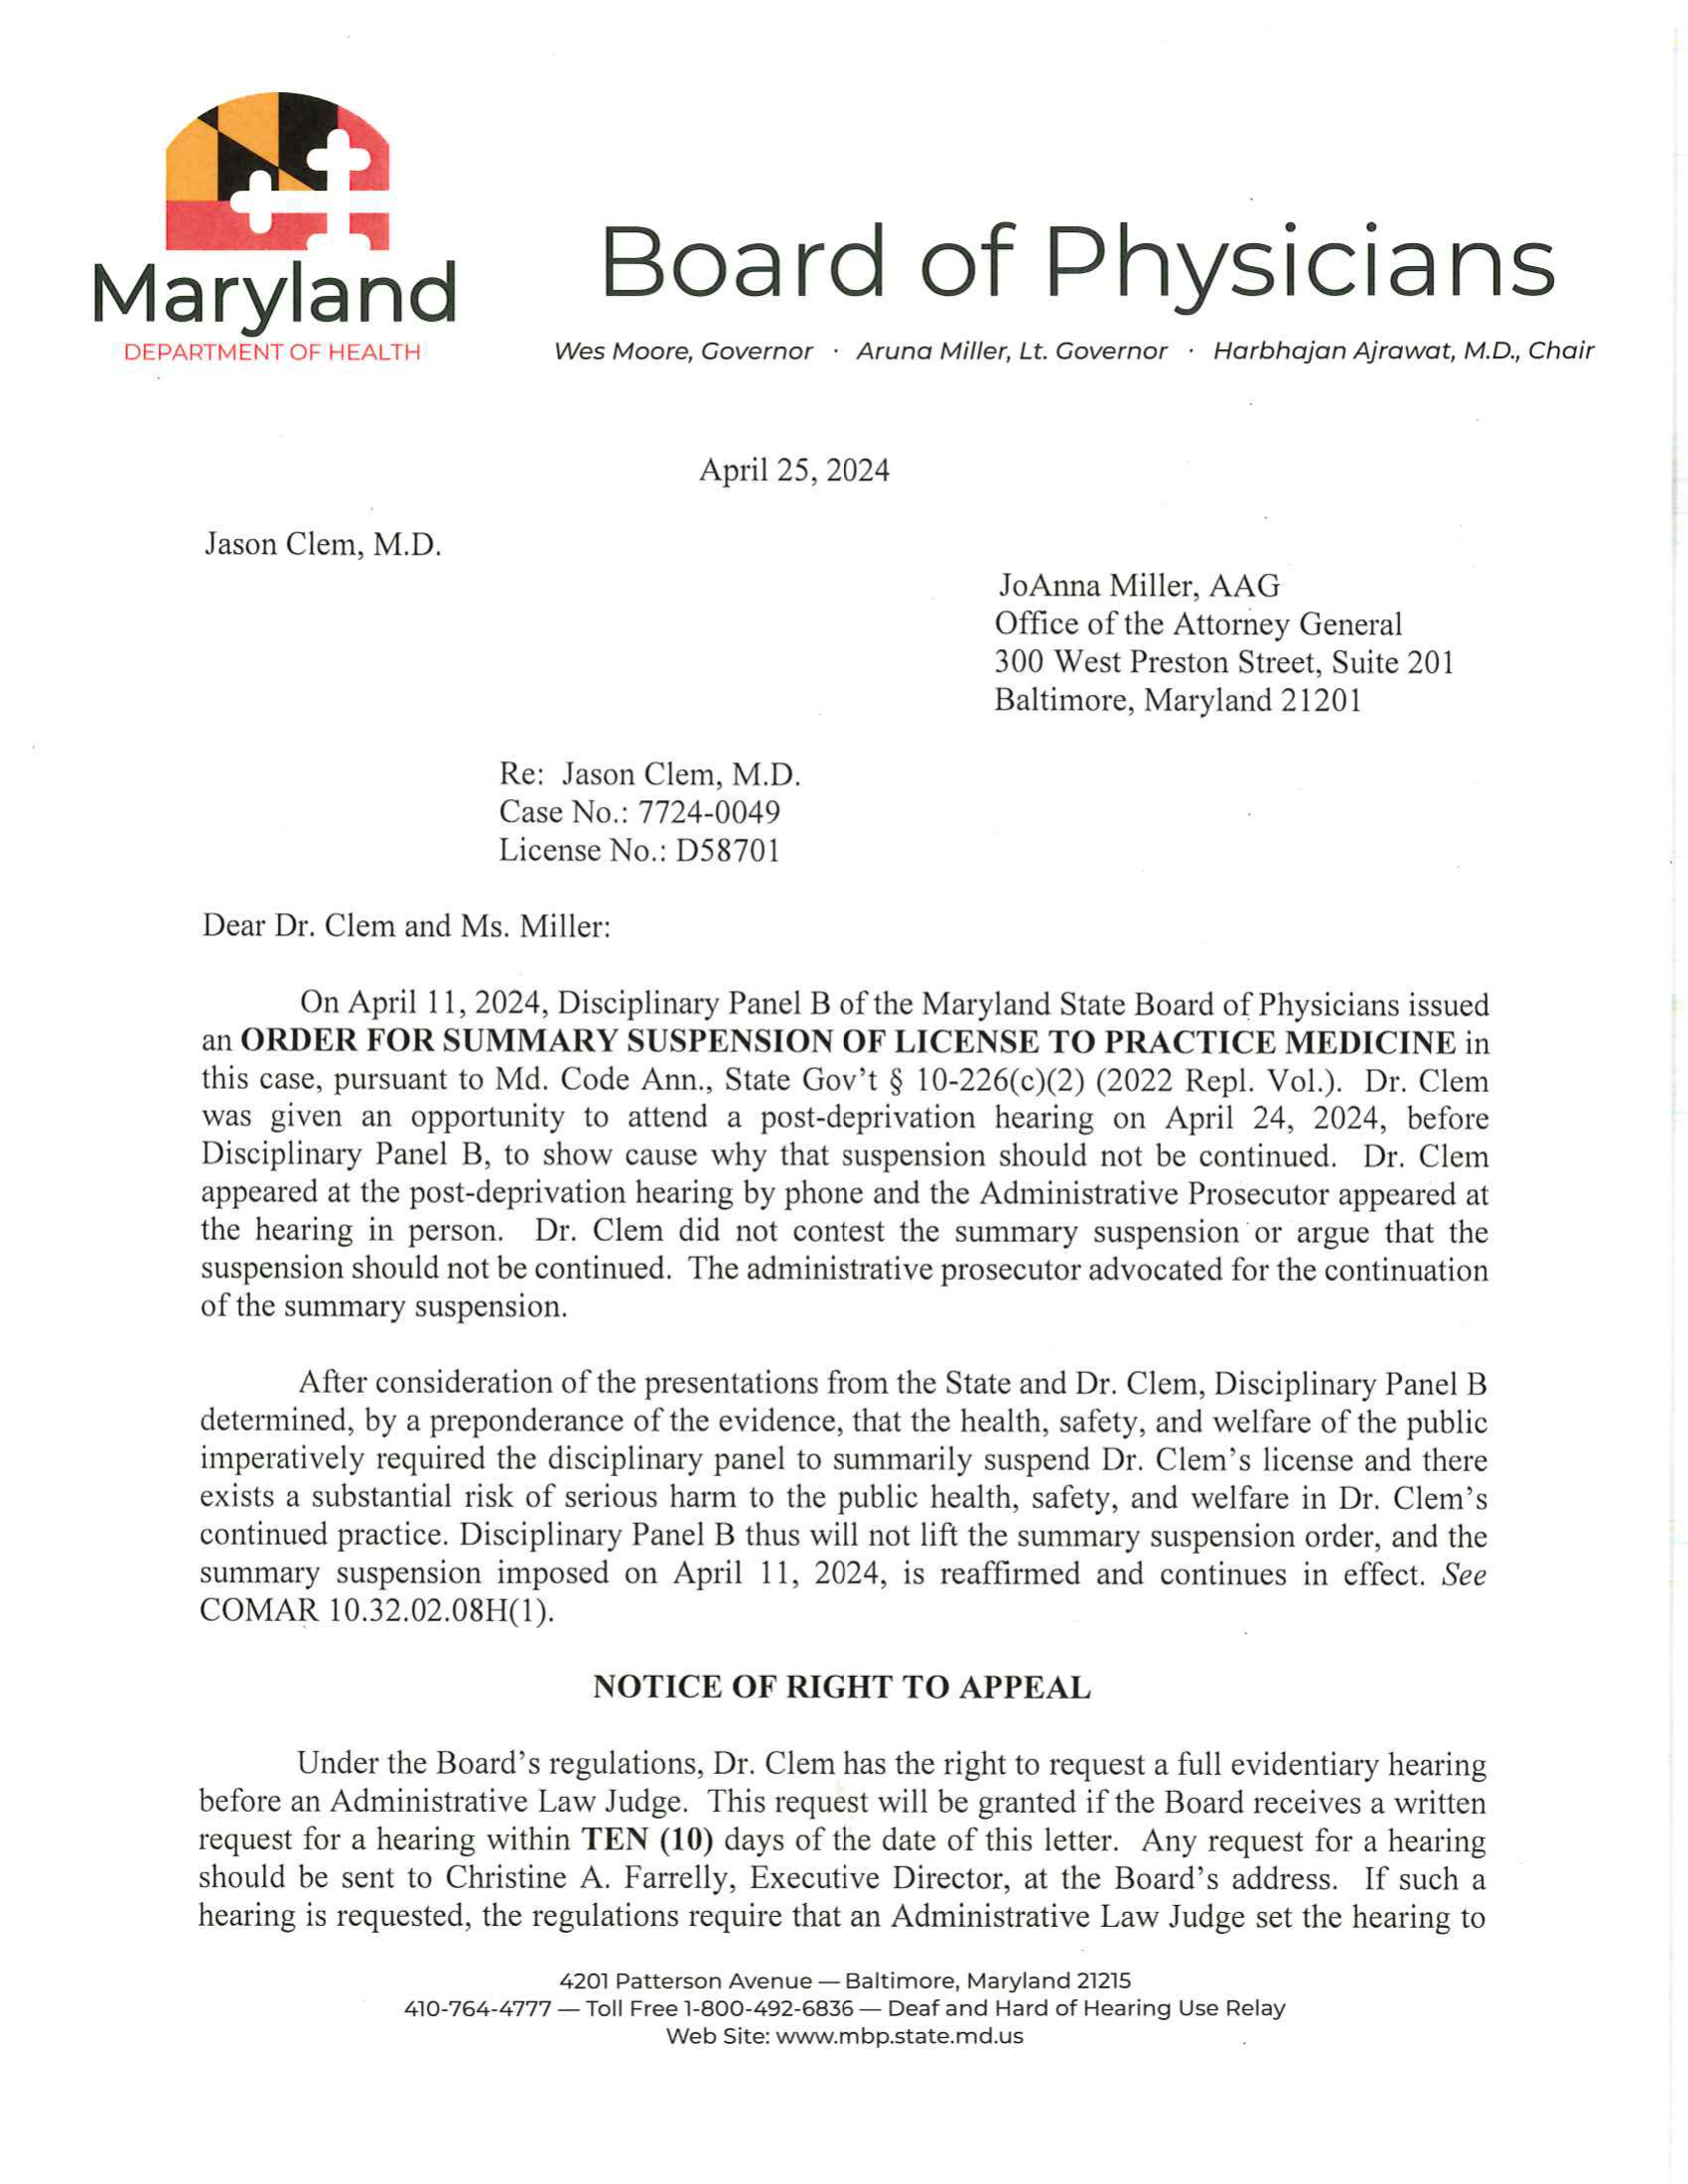 Maryland
DEPARTMENT OF HEALTH
Board of Physicians
Wes Moore, Governor · Aruna Miller, Lt. Governor · Harbhajan Ajrawat, M.D., Chair
April 25, 2024
Jason Clem, M.D.
JoAnna Miller, AAG
Office of the Attorney General
300 West Preston Street, Suite 201
Baltimore, Maryland 21201
Re: Jason Clem, M.D.
Case No.: 7724-0049
License No.: D58701
Dear Dr. Clem and Ms. Miller:
On April 11, 2024, Disciplinary Panel B of the Maryland State Board of Physicians issued
an ORDER FOR SUMMARY SUSPENSION OF LICENSE TO PRACTICE MEDICINE in
this case, pursuant to Md. Code Ann., State Gov't § 10-226(c)(2) (2022 Repl. Vol.). Dr. Clem
was given an opportunity to attend a post-deprivation hearing on April 24, 2024, before
Disciplinary Panel B, to show cause why that suspension should not be continued. Dr. Clem
appeared at the post-deprivation hearing by phone and the Administrative Prosecutor appeared at
the hearing in person. Dr. Clem did not contest the summary suspension or argue that the
suspension should not be continued. The administrative prosecutor advocated for the continuation
of the summary suspension.
After consideration of the presentations from the State and Dr. Clem, Disciplinary Panel B
determined, by a preponderance of the evidence, that the health, safety, and welfare of the public
imperatively required the disciplinary panel to summarily suspend Dr. Clem's license and there
exists a substantial risk of serious harm to the public health, safety, and welfare in Dr. Clem's
continued practice. Disciplinary Panel B thus will not lift the summary suspension order, and the
summary suspension imposed on April 11, 2024, is reaffirmed and continues in effect. See
COMAR 10.32.02.08H(1).
NOTICE OF RIGHT TO APPEAL
Under the Board's regulations, Dr. Clem has the right to request a full evidentiary hearing
before an Administrative Law Judge. This request will be granted if the Board receives a written
request for a hearing within TEN (10) days of the date of this letter. Any request for a hearing
should be sent to Christine A. Farrelly, Executive Director, at the Board's address. If such a
hearing is requested, the regulations require that an Administrative Law Judge set the hearing to
4201 Patterson Avenue — Baltimore, Maryland 21215
410-764-4777 — Toll Free 1-800-492-6836 — Deaf and Hard of Hearing Use Relay
Web Site: www.mbp.state.md.us